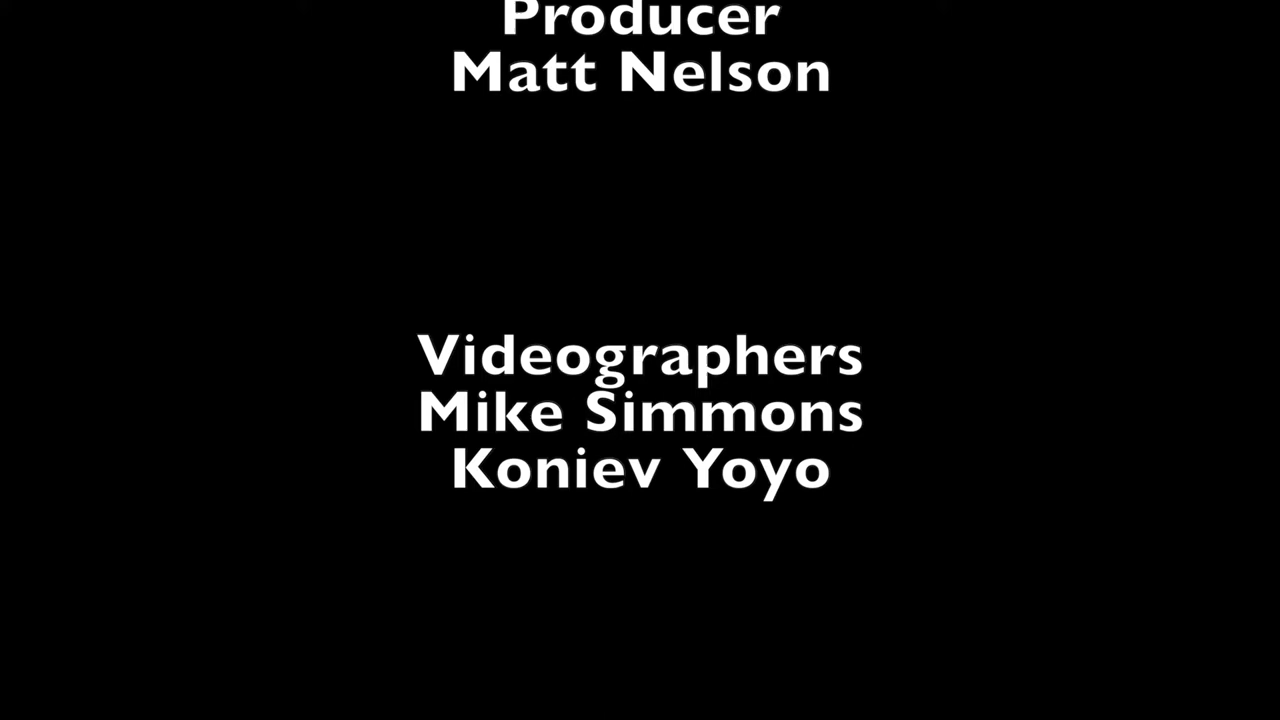 Producer
Matt Nelson
Videographers
Mike Simmons
Koniev Yoyo